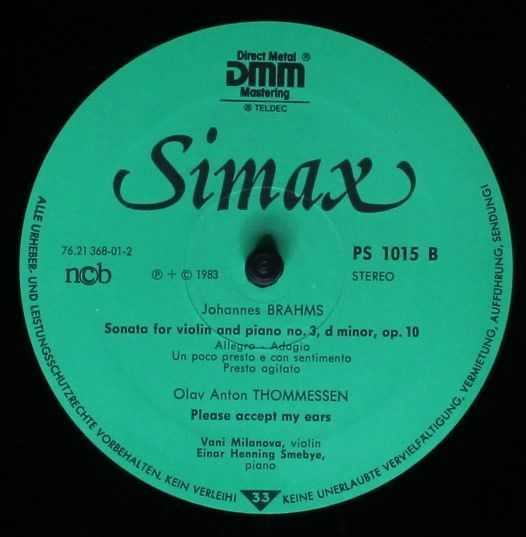 Direct Metal ®
DMM
Mastering
® TELDEC
Simax
76.21 368-01-2
ncb
℗ + © 1983
PS 1015 B
STEREO
Johannes BRAHMS
Sonata for violin and piano no. 3, d minor, op. 10
Allegro - Adagio
Un poco presto e con sentimento
Presto agitato
Olav Anton THOMMESSEN
Please accept my ears
Vani Milanova, violin
Einar Henning Smebye,
piano
33
ALLE URHEBER- UND LEISTUNGSSCHUTZRECHTE VORBEHALTEN. KEIN VERLEIH! KEINE UNERLAUBTE VERVIELFÄLTIGUNG, VERMIETUNG, AUFFÜHRUNG, SENDUNG!